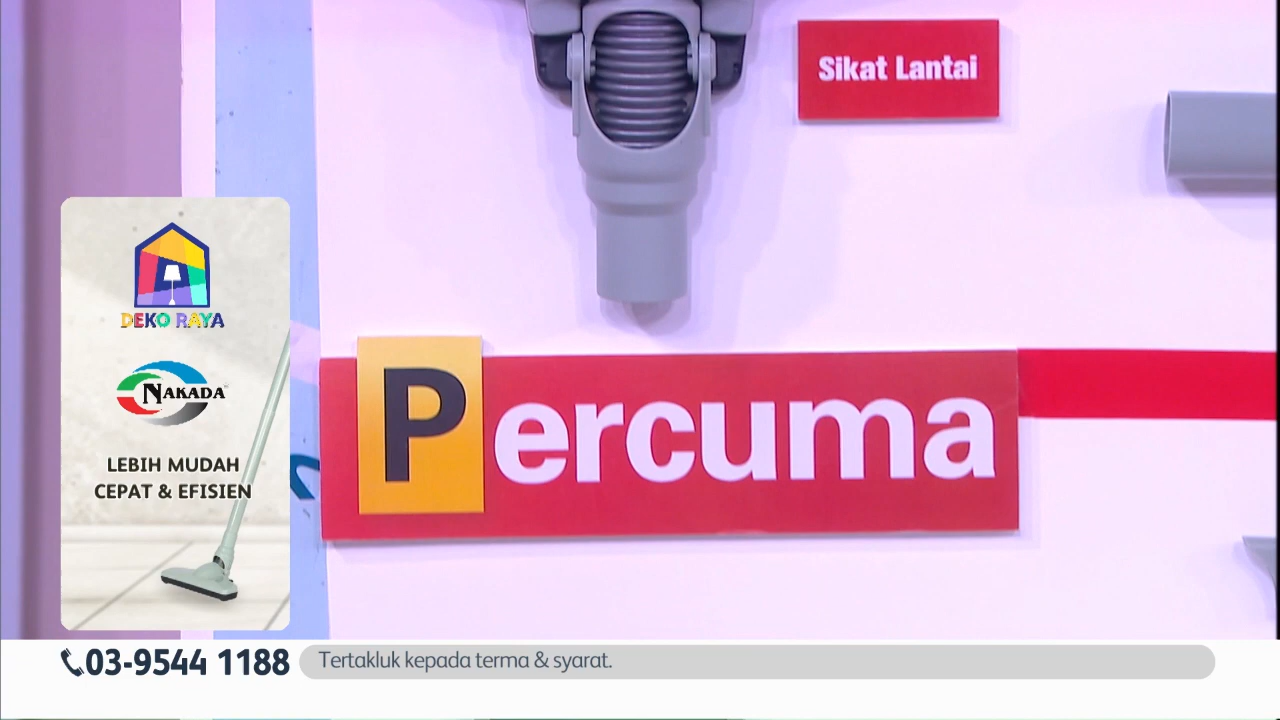 Sikat Lantai
DEKO RAYA
NAKADA
LEBIH MUDAH
CEPAT & EFISIEN
Percuma
03-9544 1188
Tertakluk kepada terma & syarat.